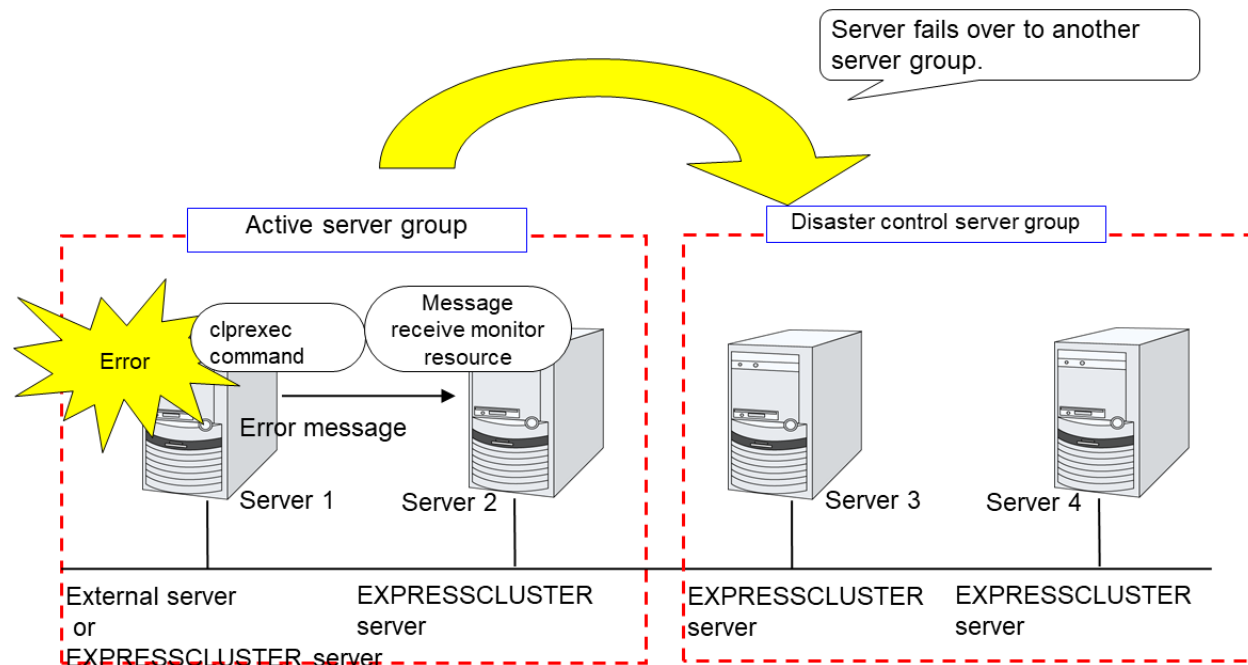 Server fails over to another
server group.
Active server group
Disaster control server group
Error
clprexec
command
Message
receive monitor
resource
Error message
Server 1
Server 2
Server 3
Server 4
External server
or
EXPRESSCLUSTER server
EXPRESSCLUSTER
server
EXPRESSCLUSTER
server
EXPRESSCLUSTER
server